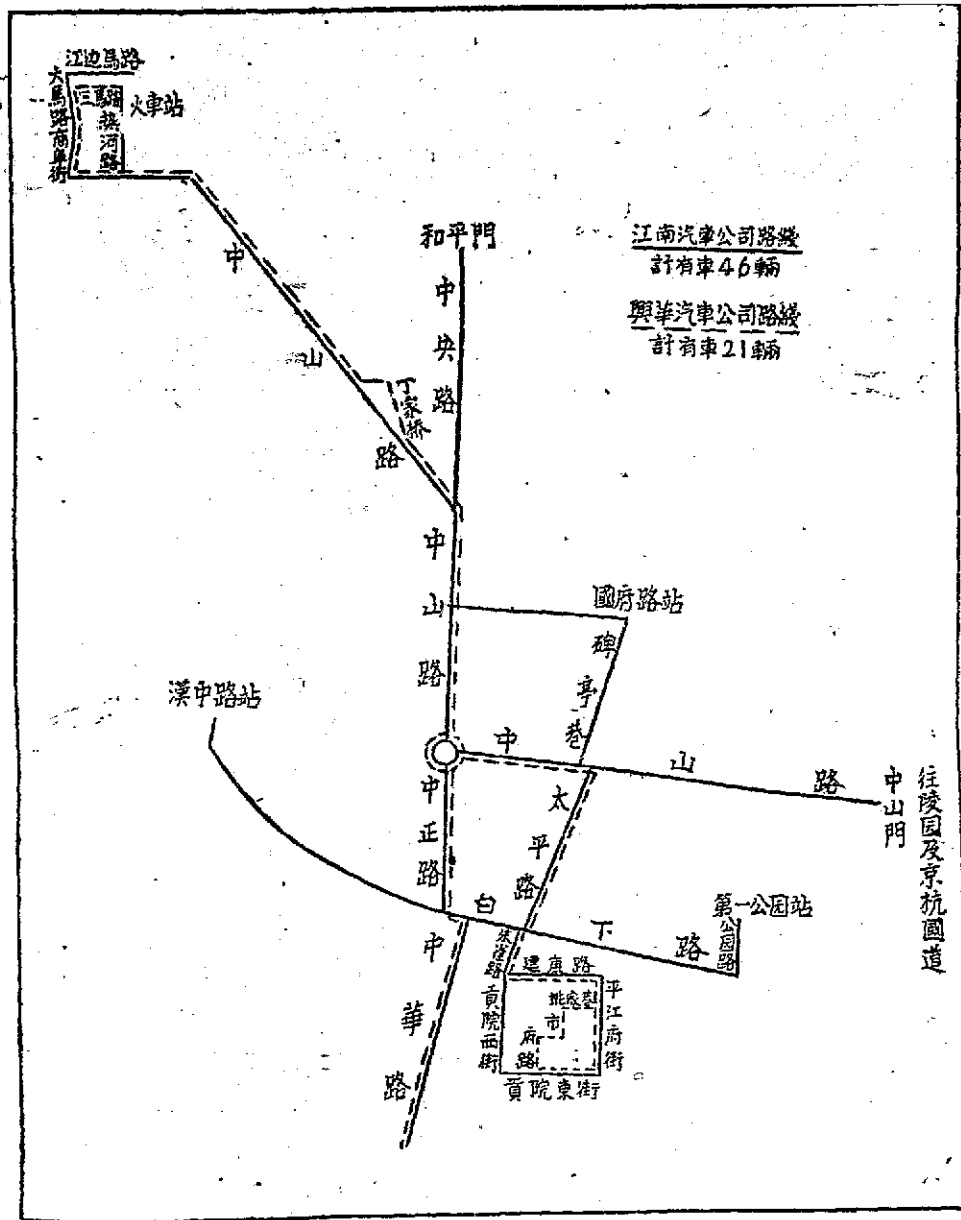 江边馬路
大馬路商阜街
三馬路
火車站
和平門
中央路
江南汽車公司路綫
計有車46輛
興華汽車公司路綫
計有車21輛
中山路
丁家橋
中山路
國府路站
碑亭巷
漢中路站
中山路
中山門
往陵园及京杭國道
中正路
太平路
白下路
第一公园站
公园路
中華路
朱雀路
建康路
貢院西街
平江府街
市府路
貢院東街